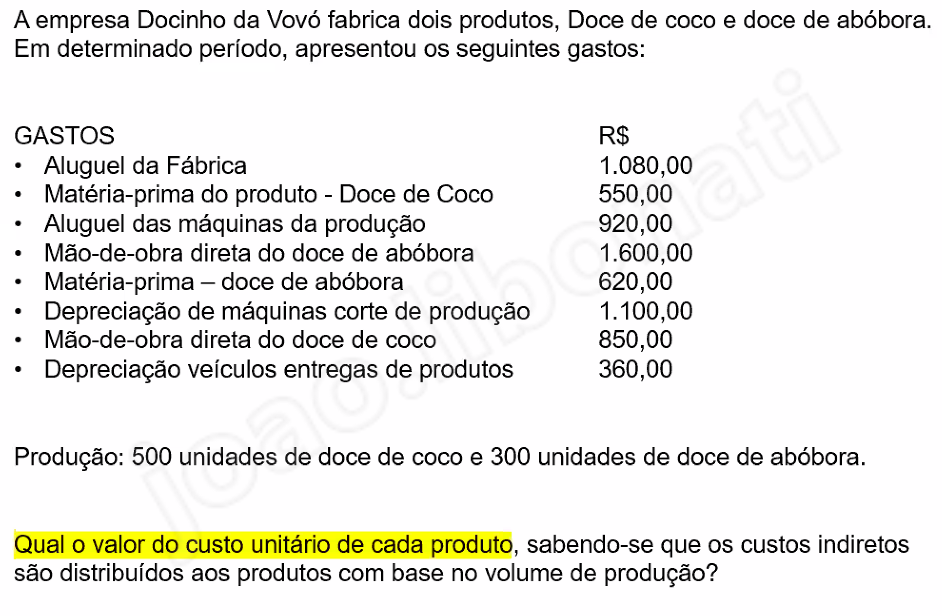 A empresa Docinho da Vovó fabrica dois produtos, Doce de coco e doce de abóbora.
Em determinado período, apresentou os seguintes gastos:
GASTOS R$
• Aluguel da Fábrica 1.080,00
• Matéria-prima do produto - Doce de Coco 550,00
• Aluguel das máquinas da produção 920,00
• Mão-de-obra direta do doce de abóbora 1.600,00
• Matéria-prima – doce de abóbora 620,00
• Depreciação de máquinas corte de produção 1.100,00
• Mão-de-obra direta do doce de coco 850,00
• Depreciação veículos entregas de produtos 360,00
Produção: 500 unidades de doce de coco e 300 unidades de doce de abóbora.
Qual o valor do custo unitário de cada produto, sabendo-se que os custos indiretos
são distribuídos aos produtos com base no volume de produção?
joao.libonati